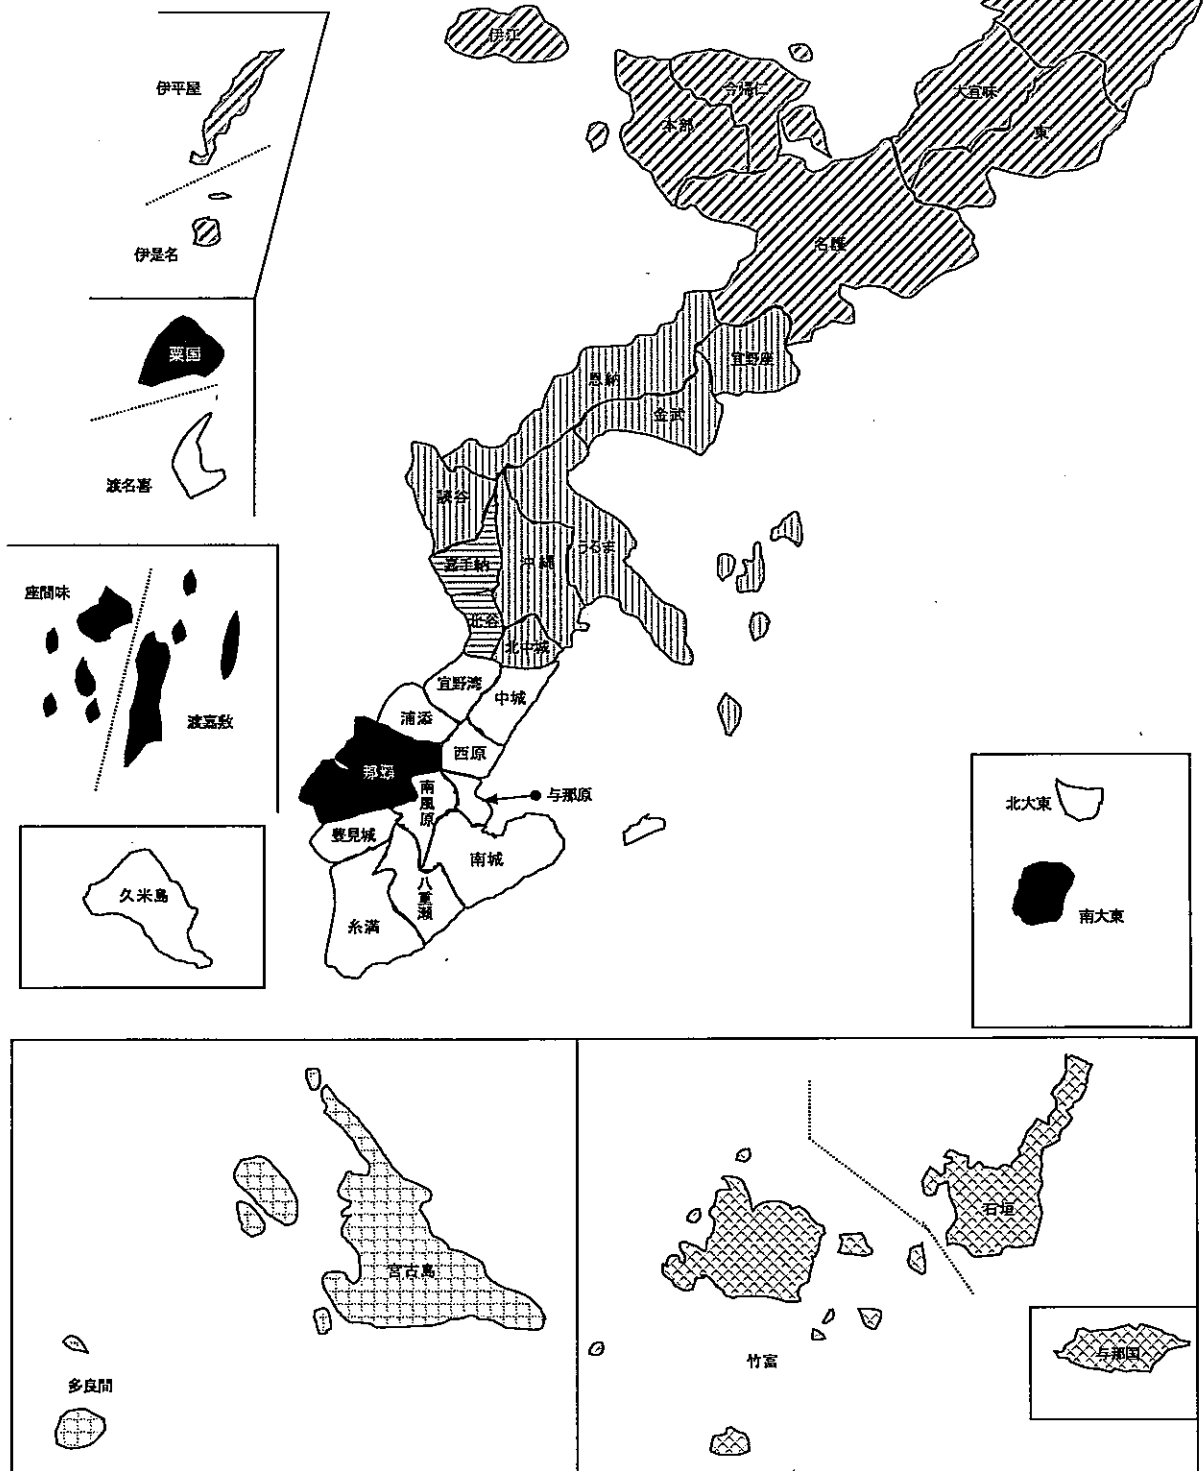 伊江
伊平屋
今帰仁
大宜味
本部
東
伊是名
名護
粟国
宜野座
恩納
金武
渡名喜
読谷
うるま
嘉手納
沖縄
座間味
北谷
北中城
宜野湾
中城
浦添
渡嘉敷
西原
那覇
南風原
与那原
北大東
豊見城
南城
久米島
八重瀬
南大東
糸満
石垣
宮古島
与那国
竹富
多良間